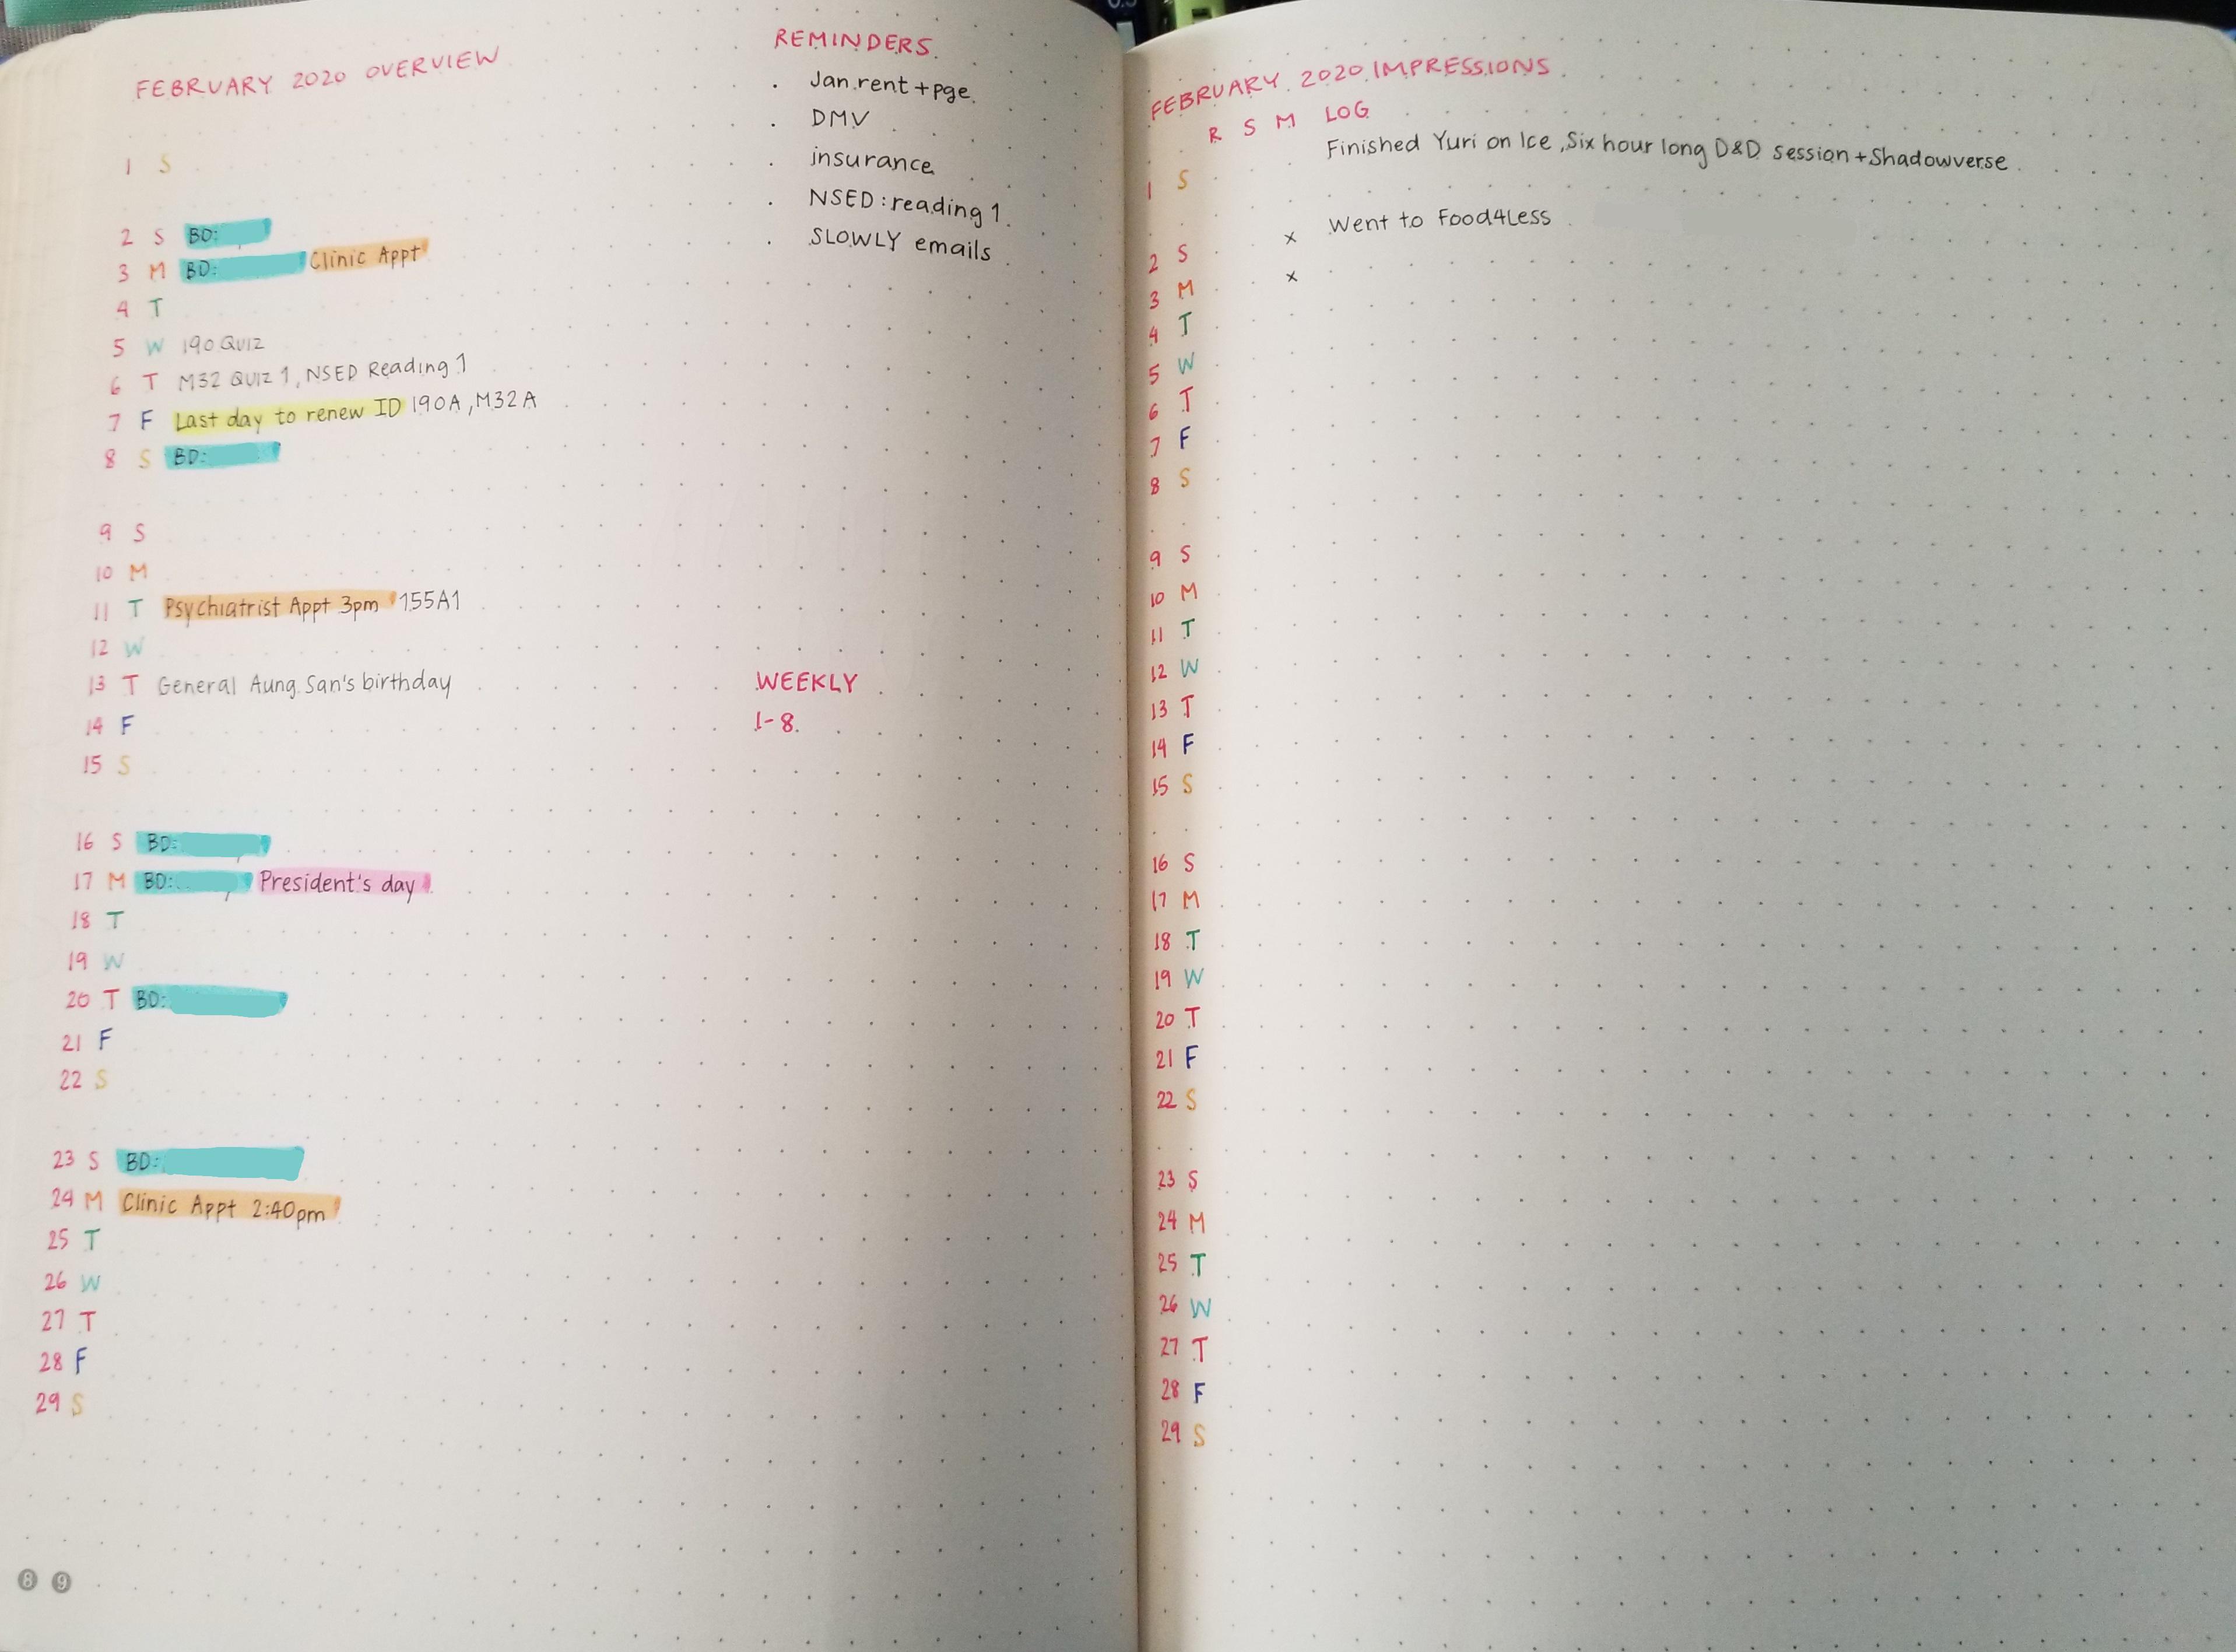 FEBRUARY 2020 OVERVIEW
1 S
2 S BD:
3 M BD: Clinic Appt
4 T
5 W 190 QUIZ
6 T M32 QUIZ 1, NSED Reading 1
7 F Last day to renew ID 190A, M32A
8 S BD:
9 S
10 M
11 T Psychiatrist Appt 3pm 155A1
12 W
13 T General Aung San's birthday
14 F
15 S
16 S BD:
17 M BD: President's day
18 T
19 W
20 T BD:
21 F
22 S
23 S BD:
24 M Clinic Appt 2:40pm
25 T
26 W
27 T
28 F
29 S
8 9
REMINDERS
. Jan rent + pge
. DMV
. insurance
. NSED: reading 1
. SLOWLY emails
WEEKLY
1-8
FEBRUARY 2020 IMPRESSIONS
R S M LOG
1 S Finished Yuri on Ice, Six hour long D&D session + Shadowverse
2 S x Went to Food4Less
3 M x
4 T
5 W
6 T
7 F
8 S
9 S
10 M
11 T
12 W
13 T
14 F
15 S
16 S
17 M
18 T
19 W
20 T
21 F
22 S
23 S
24 M
25 T
26 W
27 T
28 F
29 S